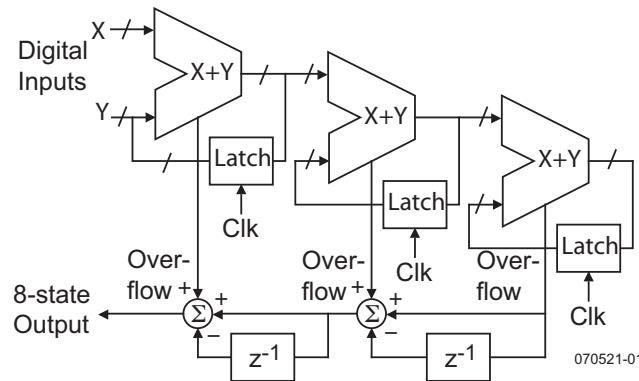 X
Digital
Inputs
Y
X+Y
Latch
Clk
X+Y
Latch
Clk
X+Y
Latch
Clk
Over-
flow
+
Over-
flow
+
Over-
flow
8-state
Output
Σ
+
−
z-1
Σ
+
−
z-1
070521-01